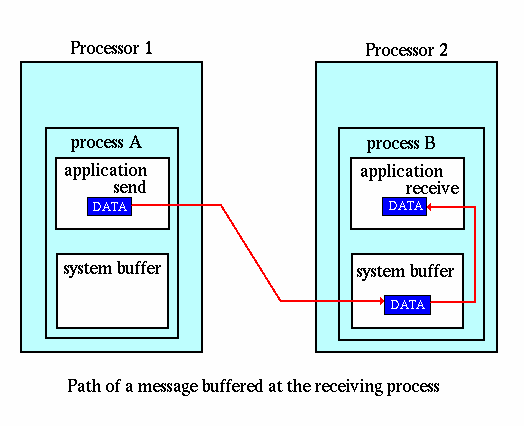 Processor 1
Processor 2
process A
application
send
DATA
system buffer
process B
application
receive
DATA
system buffer
DATA
Path of a message buffered at the receiving process